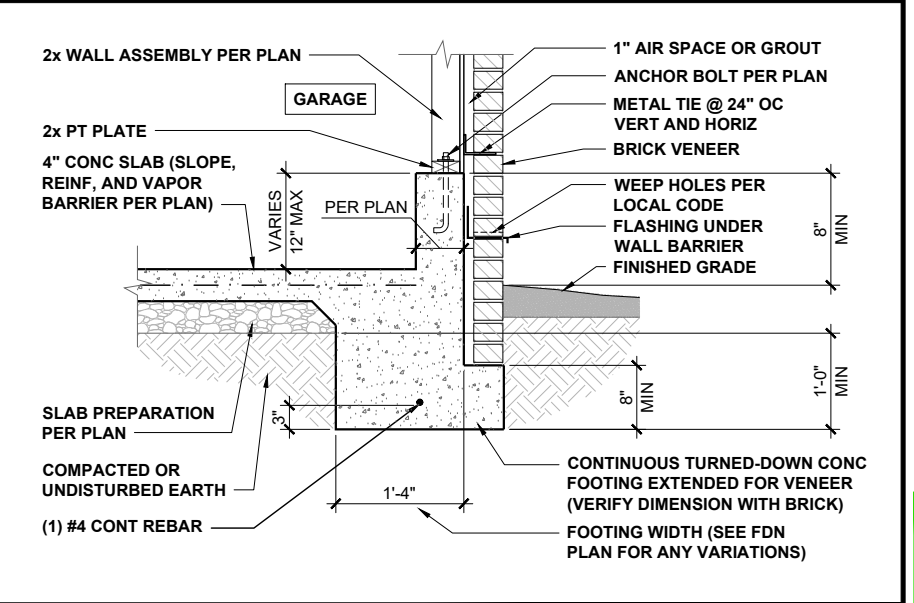 2x WALL ASSEMBLY PER PLAN
GARAGE
2x PT PLATE
4" CONC SLAB (SLOPE,
REINF, AND VAPOR
BARRIER PER PLAN)
VARIES
12" MAX
PER PLAN
1" AIR SPACE OR GROUT
ANCHOR BOLT PER PLAN
METAL TIE @ 24" OC
VERT AND HORIZ
BRICK VENEER
WEEP HOLES PER
LOCAL CODE
FLASHING UNDER
WALL BARRIER
FINISHED GRADE
8"
MIN
1'-0"
MIN
8"
MIN
3"
SLAB PREPARATION
PER PLAN
COMPACTED OR
UNDISTURBED EARTH
(1) #4 CONT REBAR
1'-4"
CONTINUOUS TURNED-DOWN CONC
FOOTING EXTENDED FOR VENEER
(VERIFY DIMENSION WITH BRICK)
FOOTING WIDTH (SEE FDN
PLAN FOR ANY VARIATIONS)